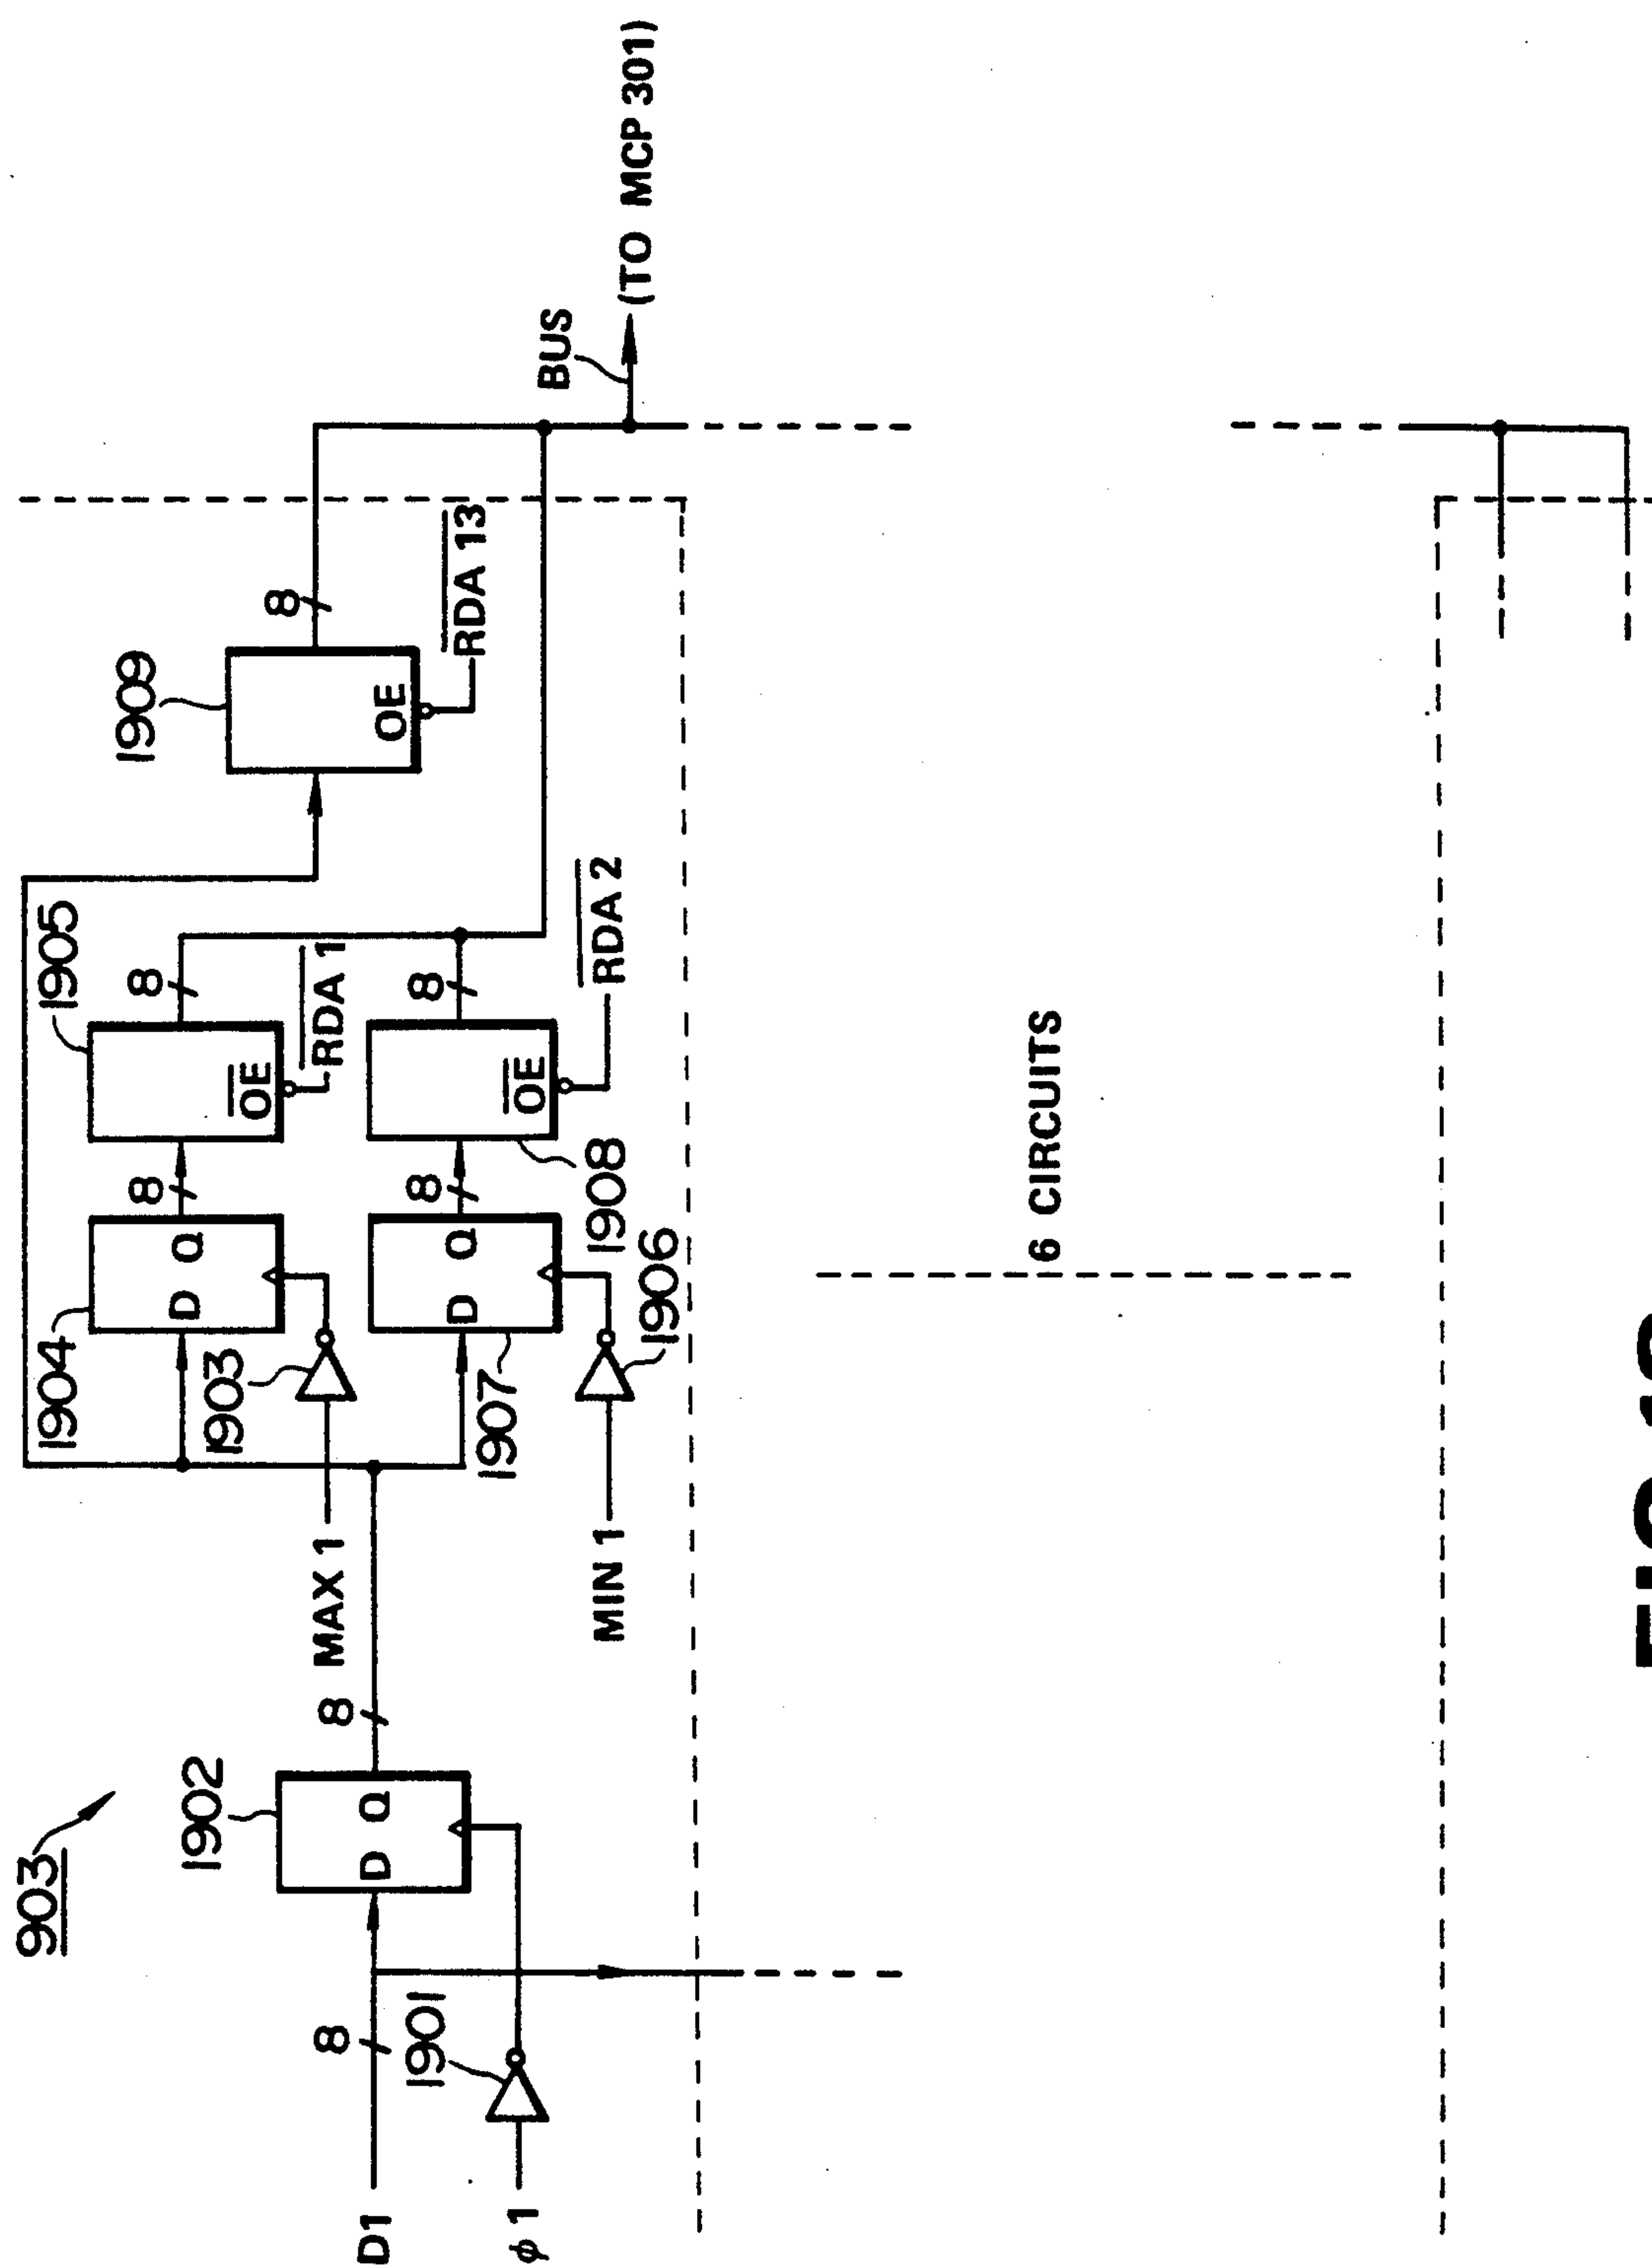 903
D1
8
φ 1
1901
1902
D Q
8
MAX 1
1903
1904
D Q
8
1905
OE
RDA 1
8
MIN 1
1906
1907
D Q
8
1908
OE
RDA 2
8
1909
OE
RDA 13
8
BUS
(TO MCP 301)
6 CIRCUITS